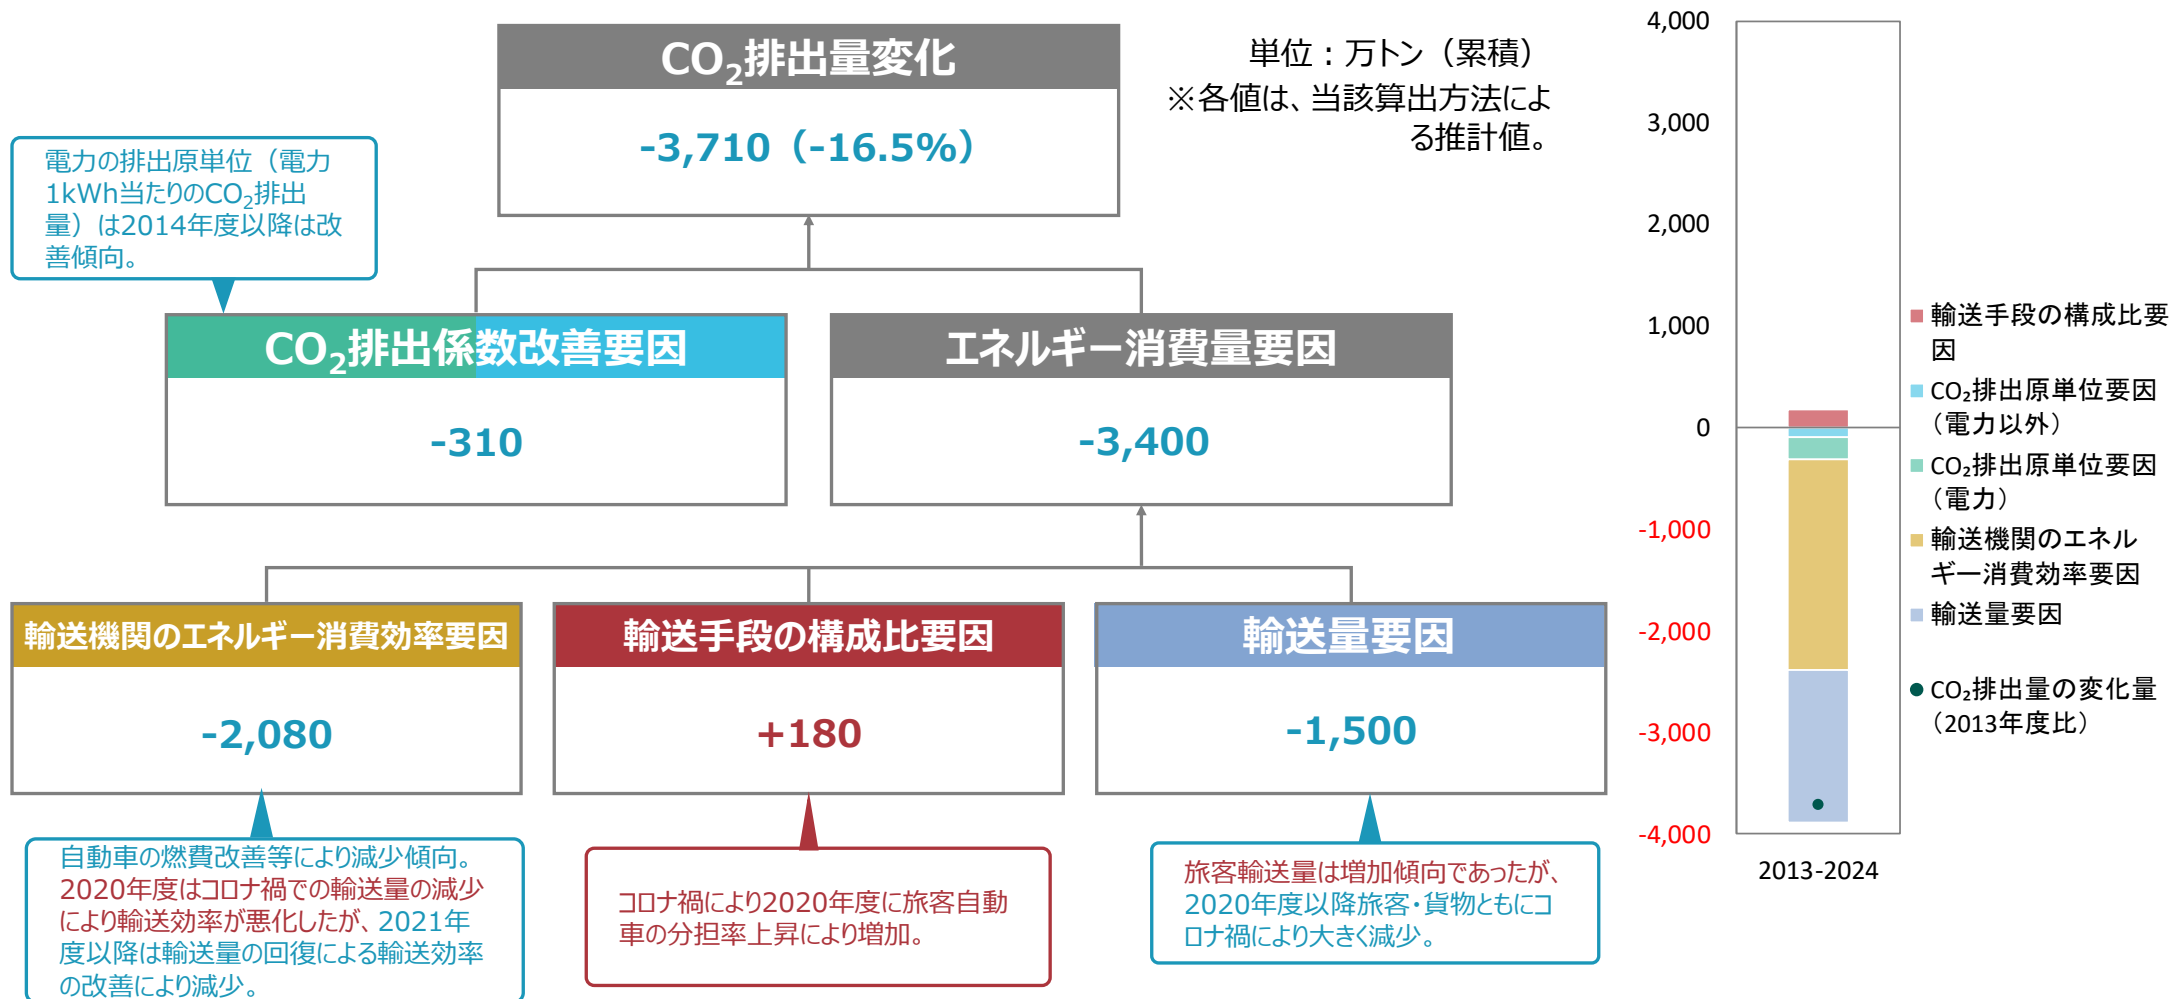 CO₂排出量変化
-3,710（-16.5%）
単位：万トン（累積）
※各値は、当該算出方法によ
る推計値。
電力の排出原単位（電力
1kWh当たりのCO₂排出
量）は2014年度以降は改
善傾向。
CO₂排出係数改善要因
-310
エネルギー消費量要因
-3,400
輸送機関のエネルギー消費効率要因
-2,080
輸送手段の構成比要因
+180
輸送量要因
-1,500
自動車の燃費改善等により減少傾向。
2020年度はコロナ禍での輸送量の減少
により輸送効率が悪化したが、2021年
度以降は輸送量の回復による輸送効率
の改善により減少。
コロナ禍により2020年度に旅客自動
車の分担率上昇により増加。
旅客輸送量は増加傾向であったが、
2020年度以降旅客・貨物ともにコ
ロナ禍により大きく減少。
4,000
3,000
2,000
1,000
0
-1,000
-2,000
-3,000
-4,000
2013-2024
輸送手段の構成比要
因
CO₂排出原単位要因
（電力以外）
CO₂排出原単位要因
（電力）
輸送機関のエネル
ギー消費効率要因
輸送量要因
CO₂排出量の変化量
（2013年度比）